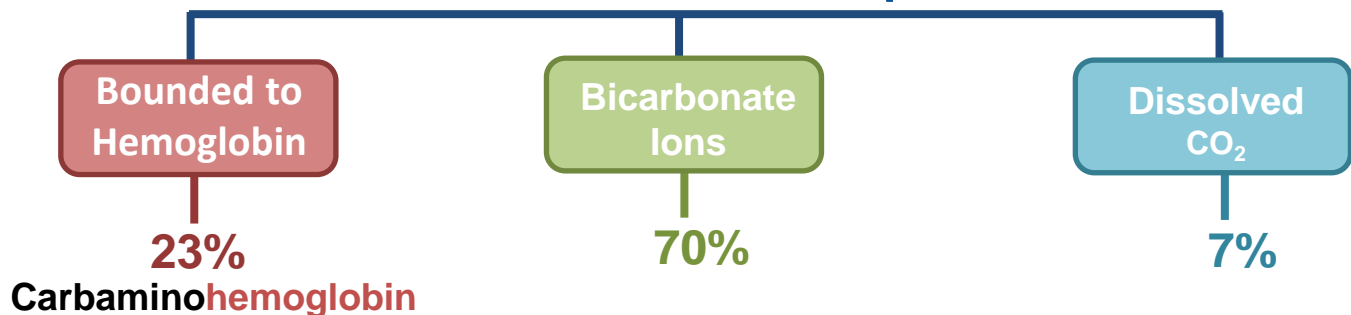 Bounded to
Hemoglobin
23%
Carbaminohemoglobin
Bicarbonate
Ions
70%
Dissolved
CO₂
7%